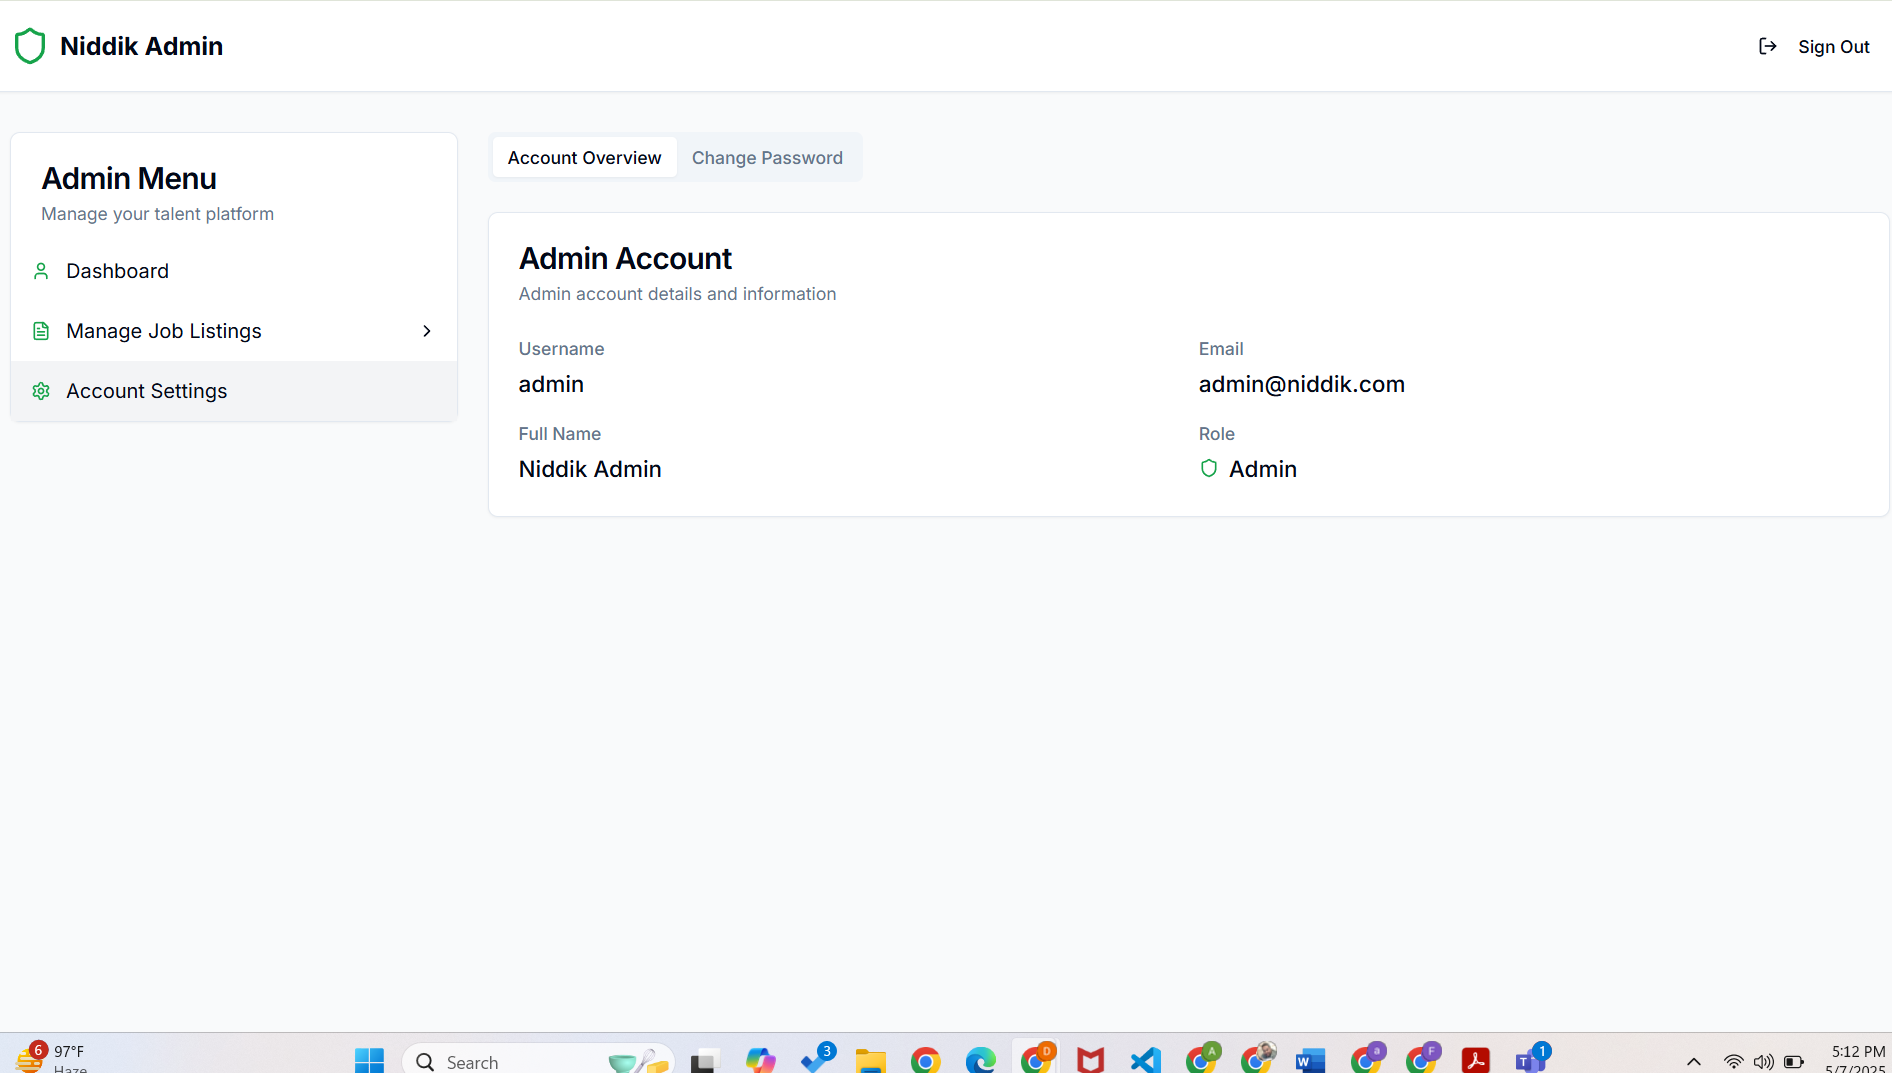 Niddik Admin
Sign Out
Admin Menu
Manage your talent platform
Dashboard
Manage Job Listings
Account Settings
Account Overview
Change Password
Admin Account
Admin account details and information
Username
admin
Email
admin@niddik.com
Full Name
Niddik Admin
Role
Admin
6
97°F
Haze
Search
3
D
A
W
a
F
T
1
5:12 PM
5/7/2025